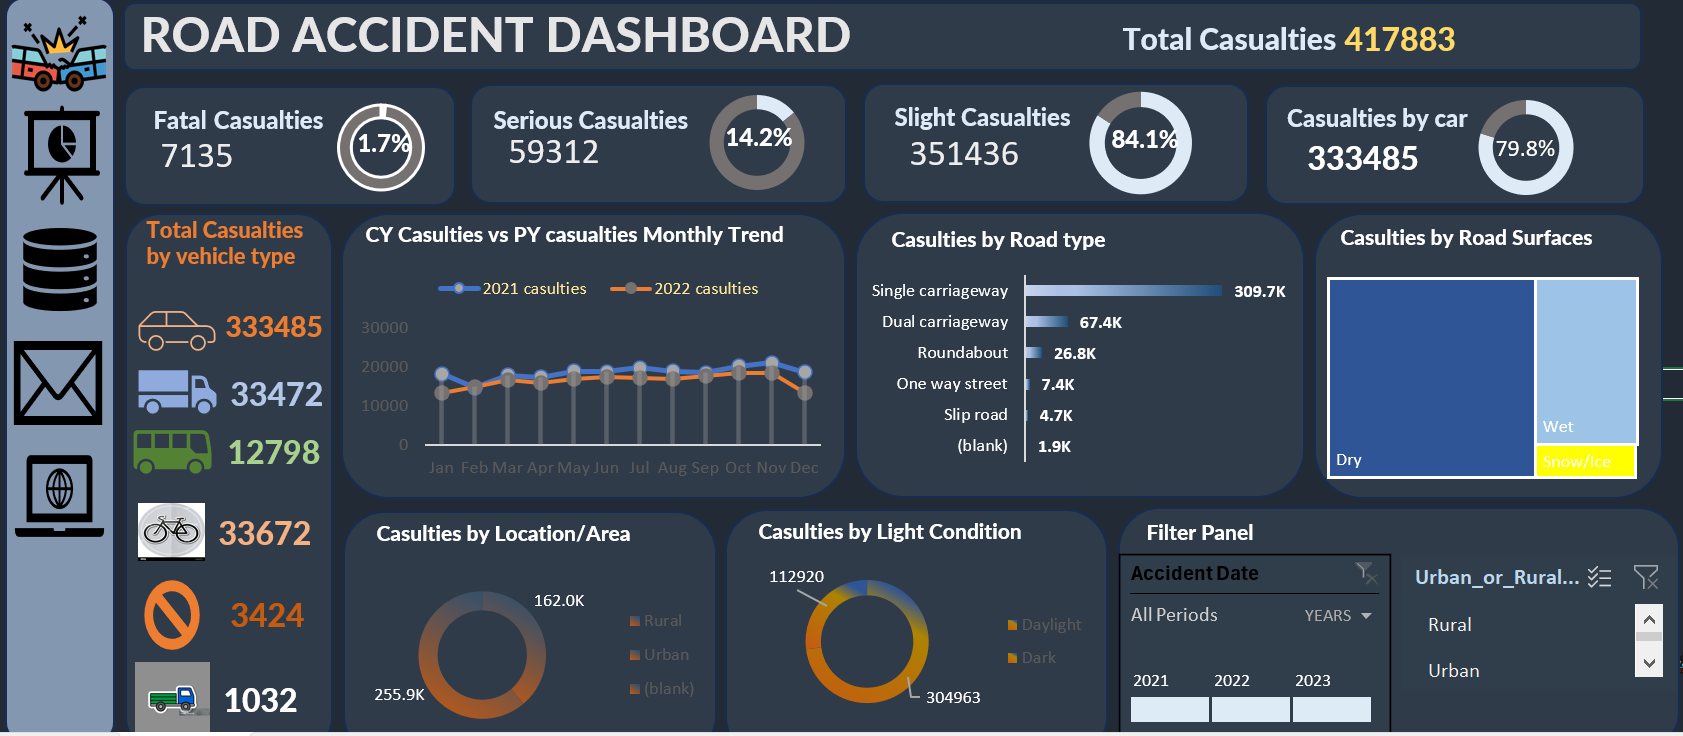 ROAD ACCIDENT DASHBOARD
Total Casualties 417883
Fatal Casualties
7135
1.7%
Serious Casualties
59312
14.2%
Slight Casualties
351436
84.1%
Casualties by car
333485
79.8%
Total Casualties
by vehicle type
333485
33472
12798
33672
3424
1032
CY Casulties vs PY casualties Monthly Trend
2021 casulties
2022 casulties
30000
20000
10000
0
Jan Feb Mar Apr May Jun Jul Aug Sep Oct Nov Dec
Casulties by Road type
Single carriageway 309.7K
Dual carriageway 67.4K
Roundabout 26.8K
One way street 7.4K
Slip road 4.7K
(blank) 1.9K
Casulties by Road Surfaces
Dry
Wet
Snow/Ice
Casulties by Location/Area
162.0K
255.9K
Rural
Urban
(blank)
Casulties by Light Condition
112920
304963
Daylight
Dark
Filter Panel
Accident Date
All Periods YEARS
2021 2022 2023
Urban_or_Rural...
Rural
Urban